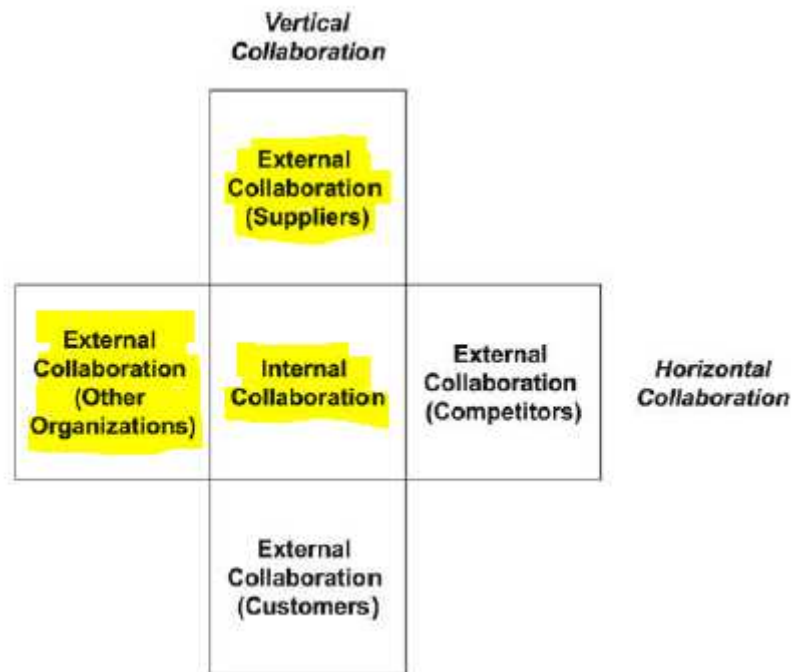 Vertical
Collaboration
External
Collaboration
(Suppliers)
External
Collaboration
(Other
Organizations)
Internal
Collaboration
External
Collaboration
(Competitors)
Horizontal
Collaboration
External
Collaboration
(Customers)